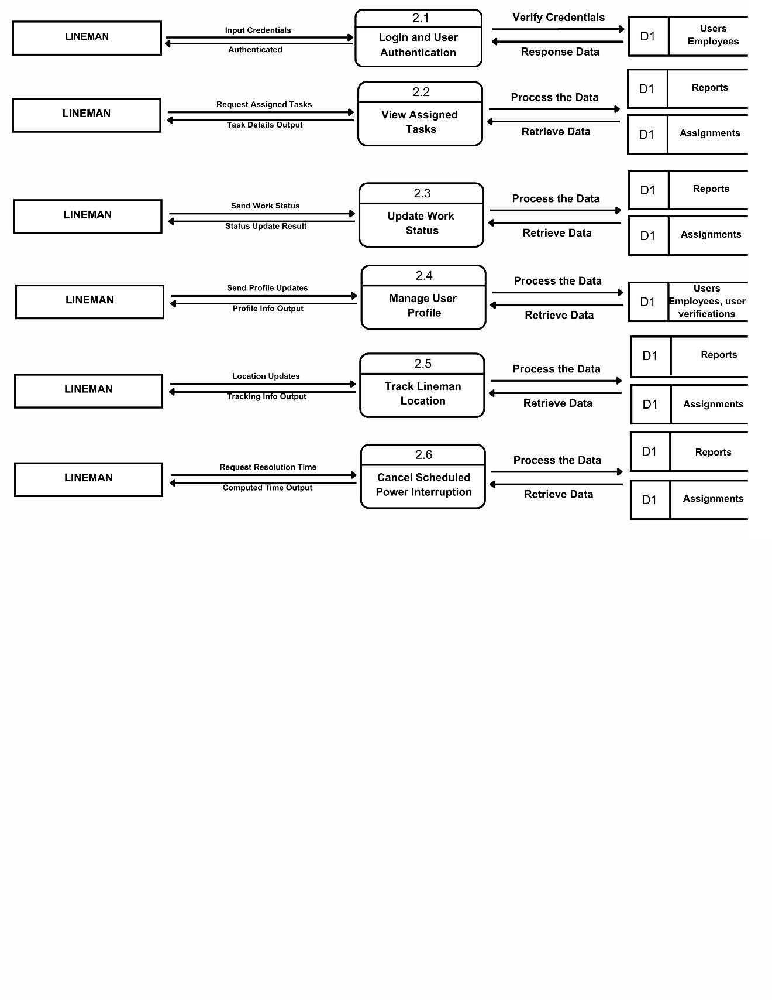 LINEMAN
Input Credentials
Authenticated
2.1
Login and User
Authentication
Verify Credentials
Response Data
D1
Users
Employees
LINEMAN
Request Assigned Tasks
Task Details Output
2.2
View Assigned
Tasks
Process the Data
Retrieve Data
D1
Reports
D1
Assignments
LINEMAN
Send Work Status
Status Update Result
2.3
Update Work
Status
Process the Data
Retrieve Data
D1
Reports
D1
Assignments
LINEMAN
Send Profile Updates
Profile Info Output
2.4
Manage User
Profile
Process the Data
Retrieve Data
D1
Users
Employees, user
verifications
LINEMAN
Location Updates
Tracking Info Output
2.5
Track Lineman
Location
Process the Data
Retrieve Data
D1
Reports
D1
Assignments
LINEMAN
Request Resolution Time
Computed Time Output
2.6
Cancel Scheduled
Power Interruption
Process the Data
Retrieve Data
D1
Reports
D1
Assignments